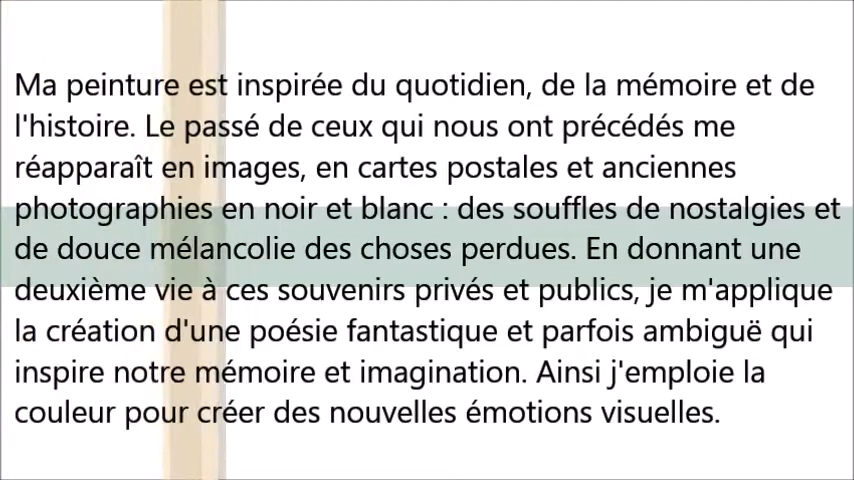 Ma peinture est inspirée du quotidien, de la mémoire et de
l'histoire. Le passé de ceux qui nous ont précédés me
réapparaît en images, en cartes postales et anciennes
photographies en noir et blanc : des souffles de nostalgies et
de douce mélancolie des choses perdues. En donnant une
deuxième vie à ces souvenirs privés et publics, je m'applique
la création d'une poésie fantastique et parfois ambiguë qui
inspire notre mémoire et imagination. Ainsi j'emploie la
couleur pour créer des nouvelles émotions visuelles.